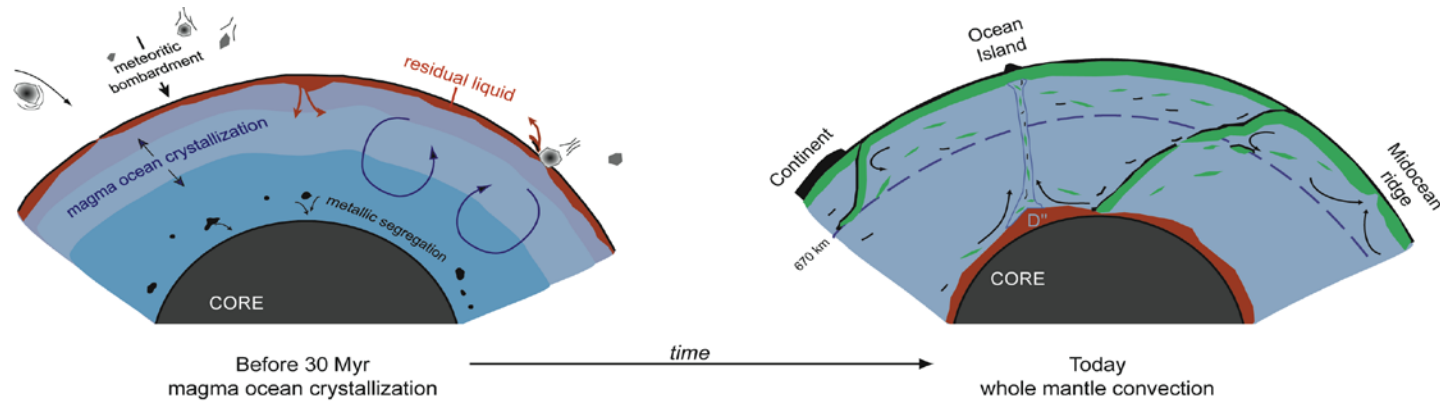 meteoritic
bombardment
residual liquid
magma ocean crystallization
metallic segregation
CORE
Before 30 Myr
magma ocean crystallization
time
Ocean
Island
Continent
Midocean
ridge
670 km
D"
CORE
Today
whole mantle convection